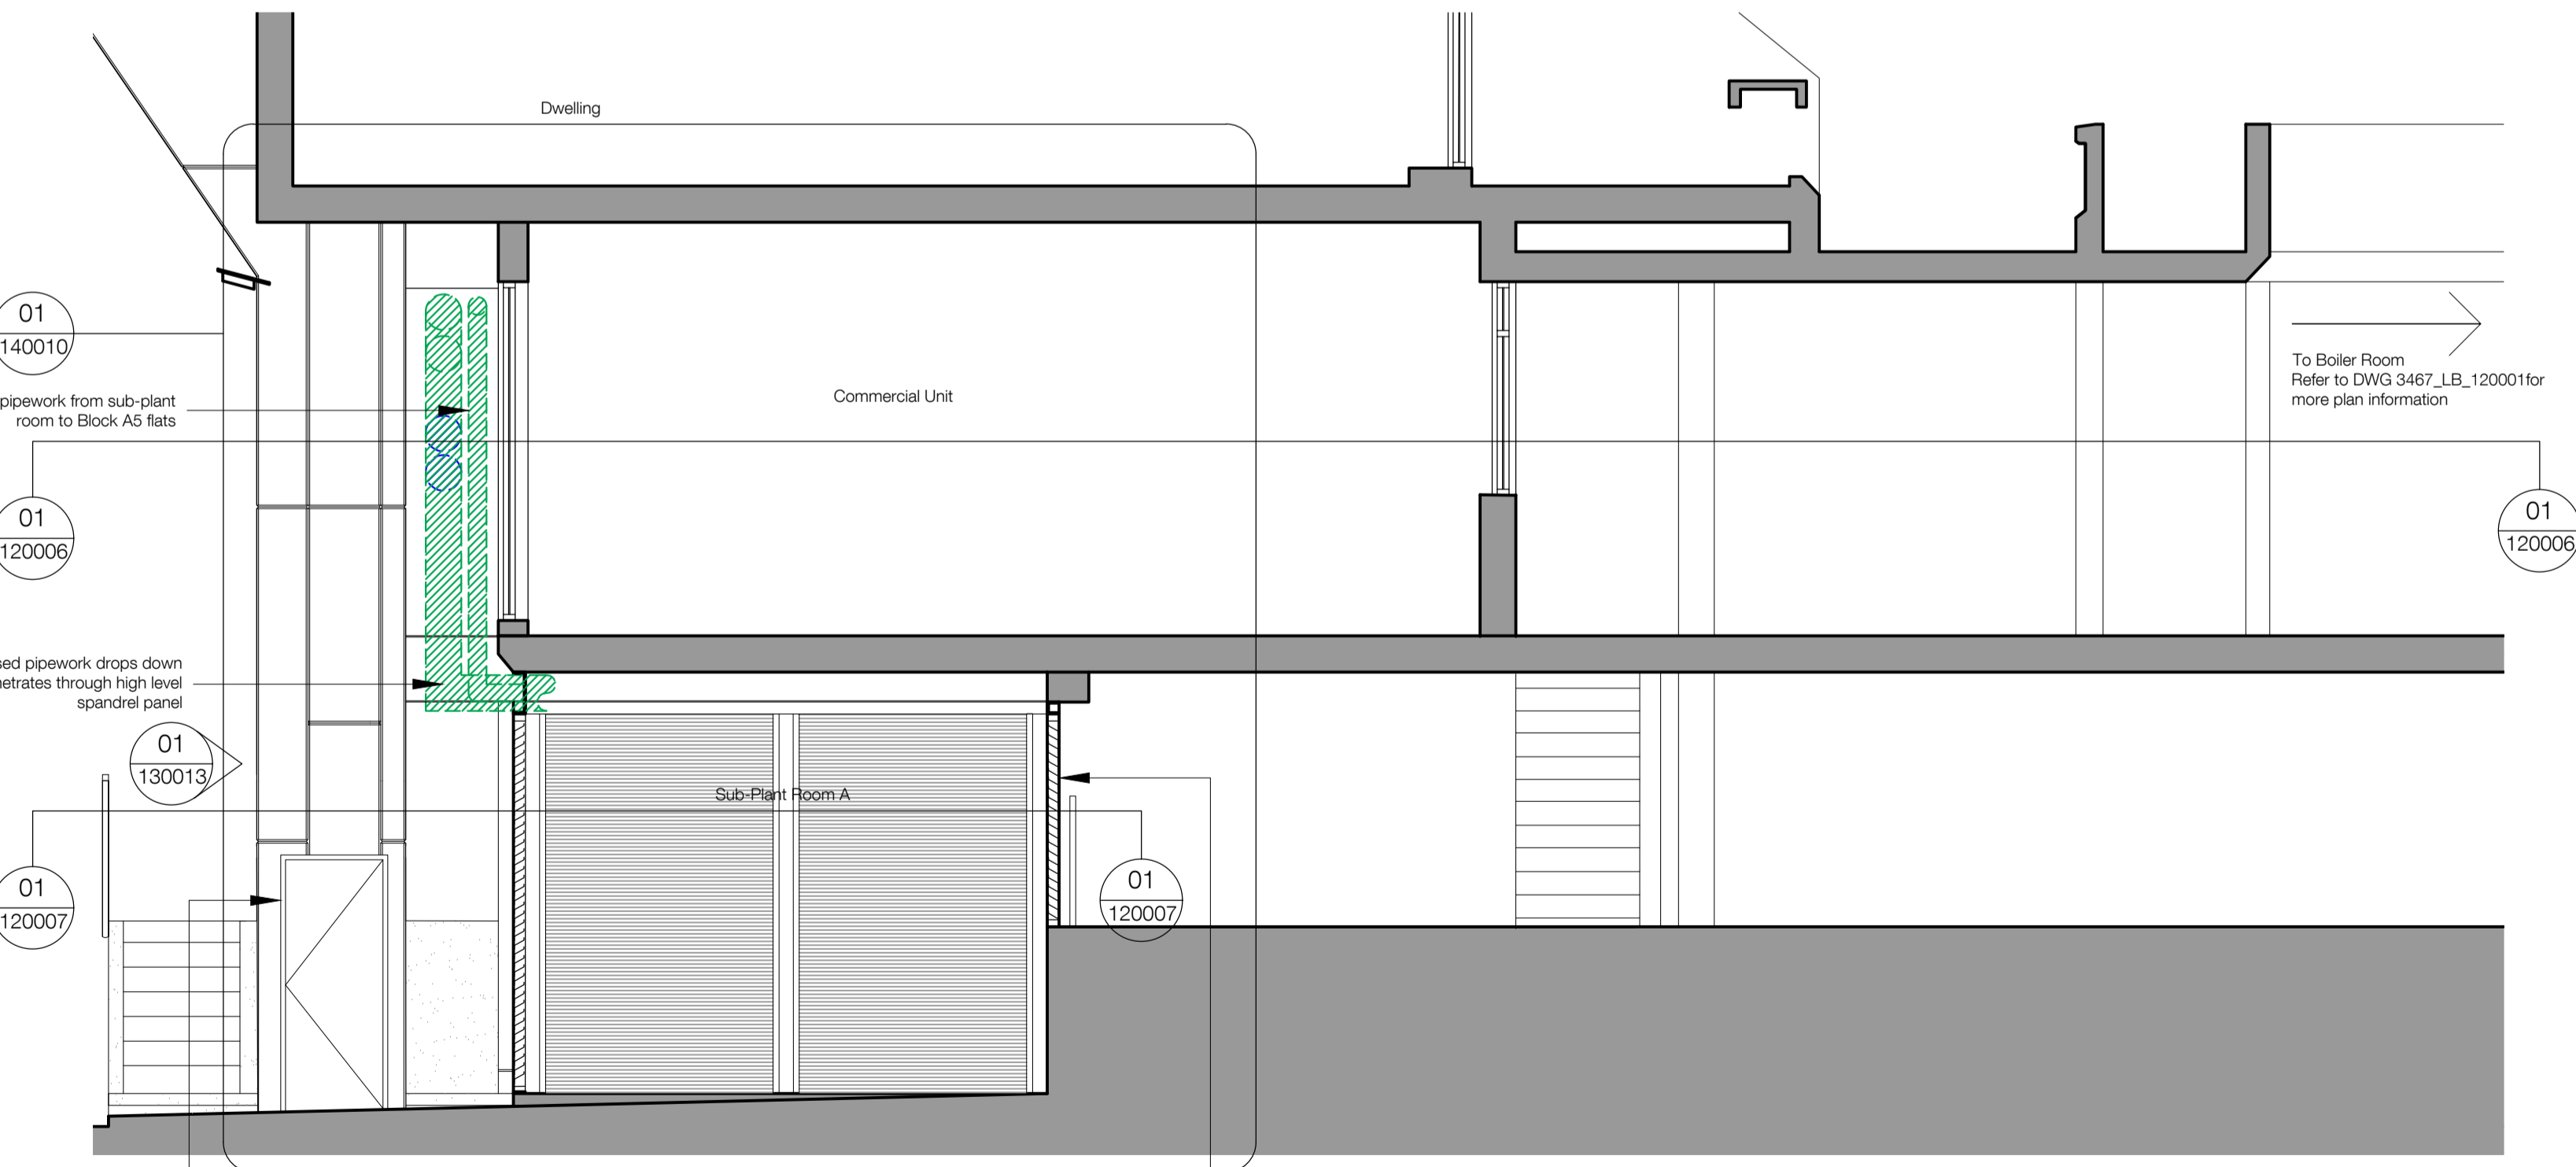 Dwelling
01
140010
pipework from sub-plant
room to Block A5 flats
Commercial Unit
To Boiler Room
Refer to DWG 3467_LB_120001for
more plan information
01
120006
01
120006
pipework drops down
through high level
spandrel panel
01
130013
Sub-Plant Room A
01
120007
01
120007